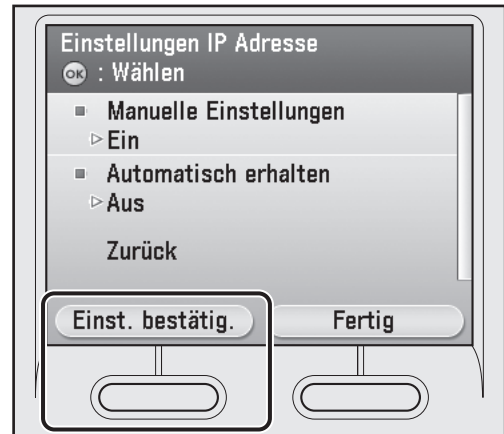 Einstellungen IP Adresse
OK : Wählen
Manuelle Einstellungen
Ein
Automatisch erhalten
Aus
Zurück
Einst. bestätig.
Fertig